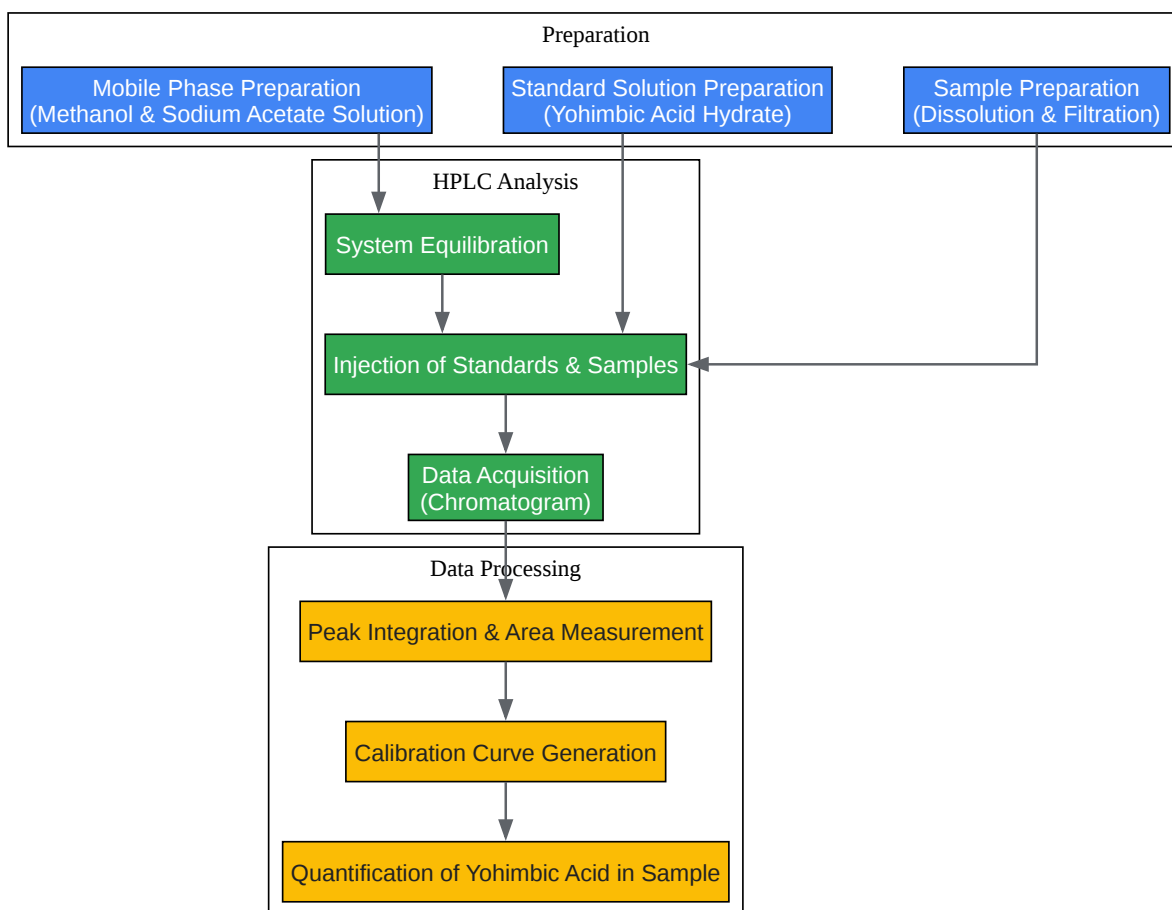 Preparation
Mobile Phase Preparation
(Methanol & Sodium Acetate Solution)
Standard Solution Preparation
(Yohimbic Acid Hydrate)
Sample Preparation
(Dissolution & Filtration)
HPLC Analysis
System Equilibration
Injection of Standards & Samples
Data Acquisition
(Chromatogram)
Data Processing
Peak Integration & Area Measurement
Calibration Curve Generation
Quantification of Yohimbic Acid in Sample